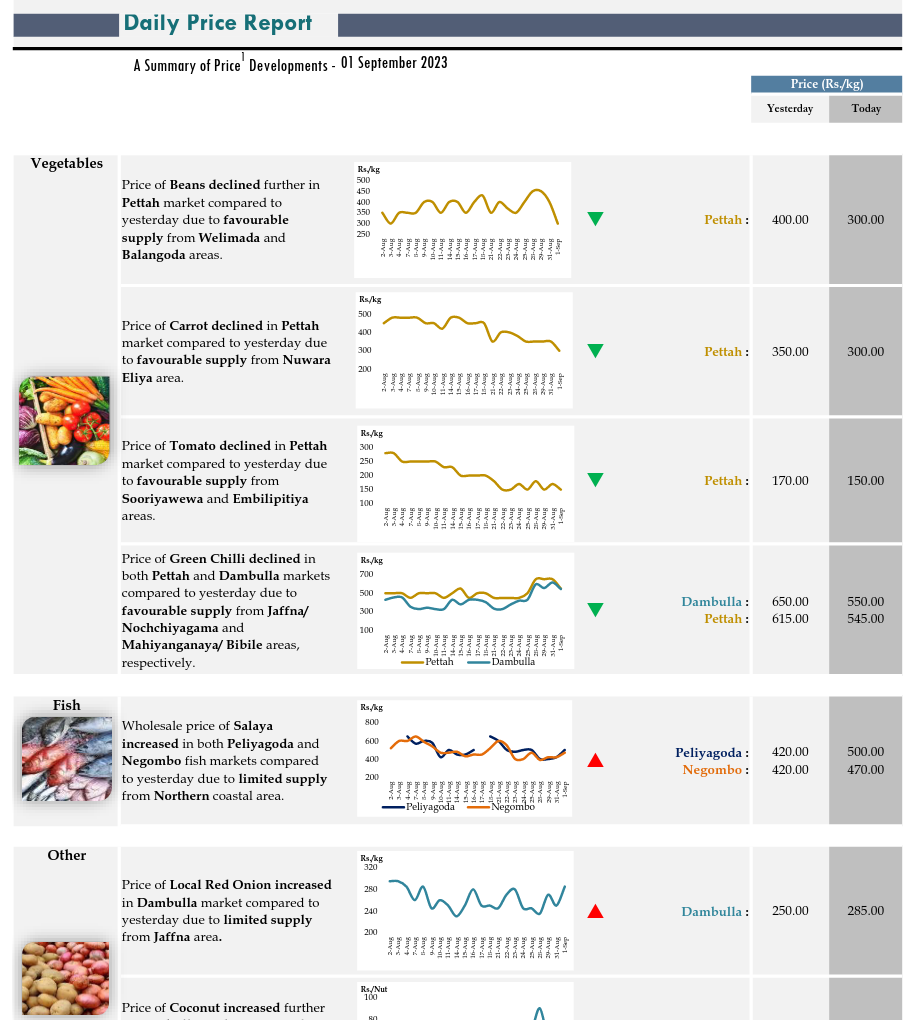 Daily Price Report
A Summary of Price1 Developments - 01 September 2023
Price (Rs./kg)
Yesterday Today
Vegetables
Price of Beans declined further in
Pettah market compared to
yesterday due to favourable
supply from Welimada and
Balangoda areas.
Rs./kg
500
450
400
350
300
250
2-Aug 3-Aug 4-Aug 7-Aug 8-Aug 9-Aug 10-Aug 11-Aug 14-Aug 15-Aug 16-Aug 17-Aug 18-Aug 21-Aug 22-Aug 23-Aug 24-Aug 25-Aug 28-Aug 29-Aug 31-Aug 1-Sep
Pettah : 400.00 300.00
Price of Carrot declined in Pettah
market compared to yesterday due
to favourable supply from Nuwara
Eliya area.
Rs./kg
500
400
300
200
2-Aug 3-Aug 4-Aug 7-Aug 8-Aug 9-Aug 10-Aug 11-Aug 14-Aug 15-Aug 16-Aug 17-Aug 18-Aug 21-Aug 22-Aug 23-Aug 24-Aug 25-Aug 28-Aug 29-Aug 31-Aug 1-Sep
Pettah : 350.00 300.00
Price of Tomato declined in Pettah
market compared to yesterday due
to favourable supply from
Sooriyawewa and Embilipitiya
areas.
Rs./kg
300
250
200
150
100
2-Aug 3-Aug 4-Aug 7-Aug 8-Aug 9-Aug 10-Aug 11-Aug 14-Aug 15-Aug 16-Aug 17-Aug 18-Aug 21-Aug 22-Aug 23-Aug 24-Aug 25-Aug 28-Aug 29-Aug 31-Aug 1-Sep
Pettah : 170.00 150.00
Price of Green Chilli declined in
both Pettah and Dambulla markets
compared to yesterday due to
favourable supply from Jaffna/
Nochchiyagama and
Mahiyanganaya/ Bibile areas,
respectively.
Rs./kg
700
500
300
100
2-Aug 3-Aug 4-Aug 7-Aug 8-Aug 9-Aug 10-Aug 11-Aug 14-Aug 15-Aug 16-Aug 17-Aug 18-Aug 21-Aug 22-Aug 23-Aug 24-Aug 25-Aug 28-Aug 29-Aug 31-Aug 1-Sep
Pettah Dambulla
Dambulla : 650.00 550.00
Pettah : 615.00 545.00
Fish
Wholesale price of Salaya
increased in both Peliyagoda and
Negombo fish markets compared
to yesterday due to limited supply
from Northern coastal area.
Rs./kg
800
600
400
200
2-Aug 3-Aug 4-Aug 7-Aug 8-Aug 9-Aug 10-Aug 11-Aug 14-Aug 15-Aug 16-Aug 17-Aug 18-Aug 21-Aug 22-Aug 23-Aug 24-Aug 25-Aug 28-Aug 29-Aug 31-Aug 1-Sep
Peliyagoda Negombo
Peliyagoda : 420.00 500.00
Negombo : 420.00 470.00
Other
Price of Local Red Onion increased
in Dambulla market compared to
yesterday due to limited supply
from Jaffna area.
Rs./kg
320
280
240
200
2-Aug 3-Aug 4-Aug 7-Aug 8-Aug 9-Aug 10-Aug 11-Aug 14-Aug 15-Aug 16-Aug 17-Aug 18-Aug 21-Aug 22-Aug 23-Aug 24-Aug 25-Aug 28-Aug 29-Aug 31-Aug 1-Sep
Dambulla : 250.00 285.00
Price of Coconut increased further
Rs./Nut
100
80